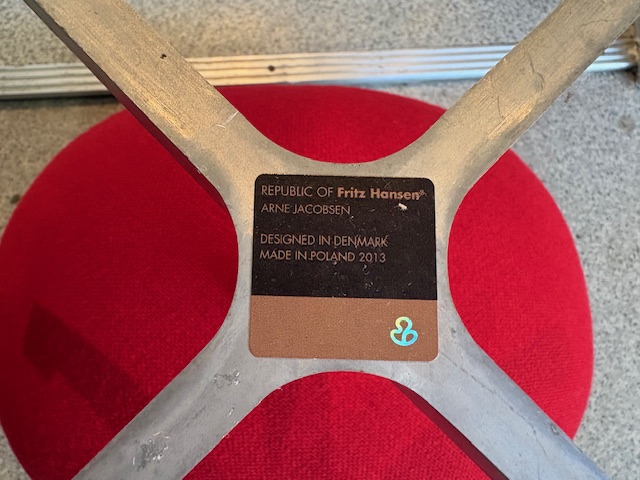 REPUBLIC OF Fritz Hansen®
ARNE JACOBSEN
DESIGNED IN DENMARK
MADE IN POLAND 2013